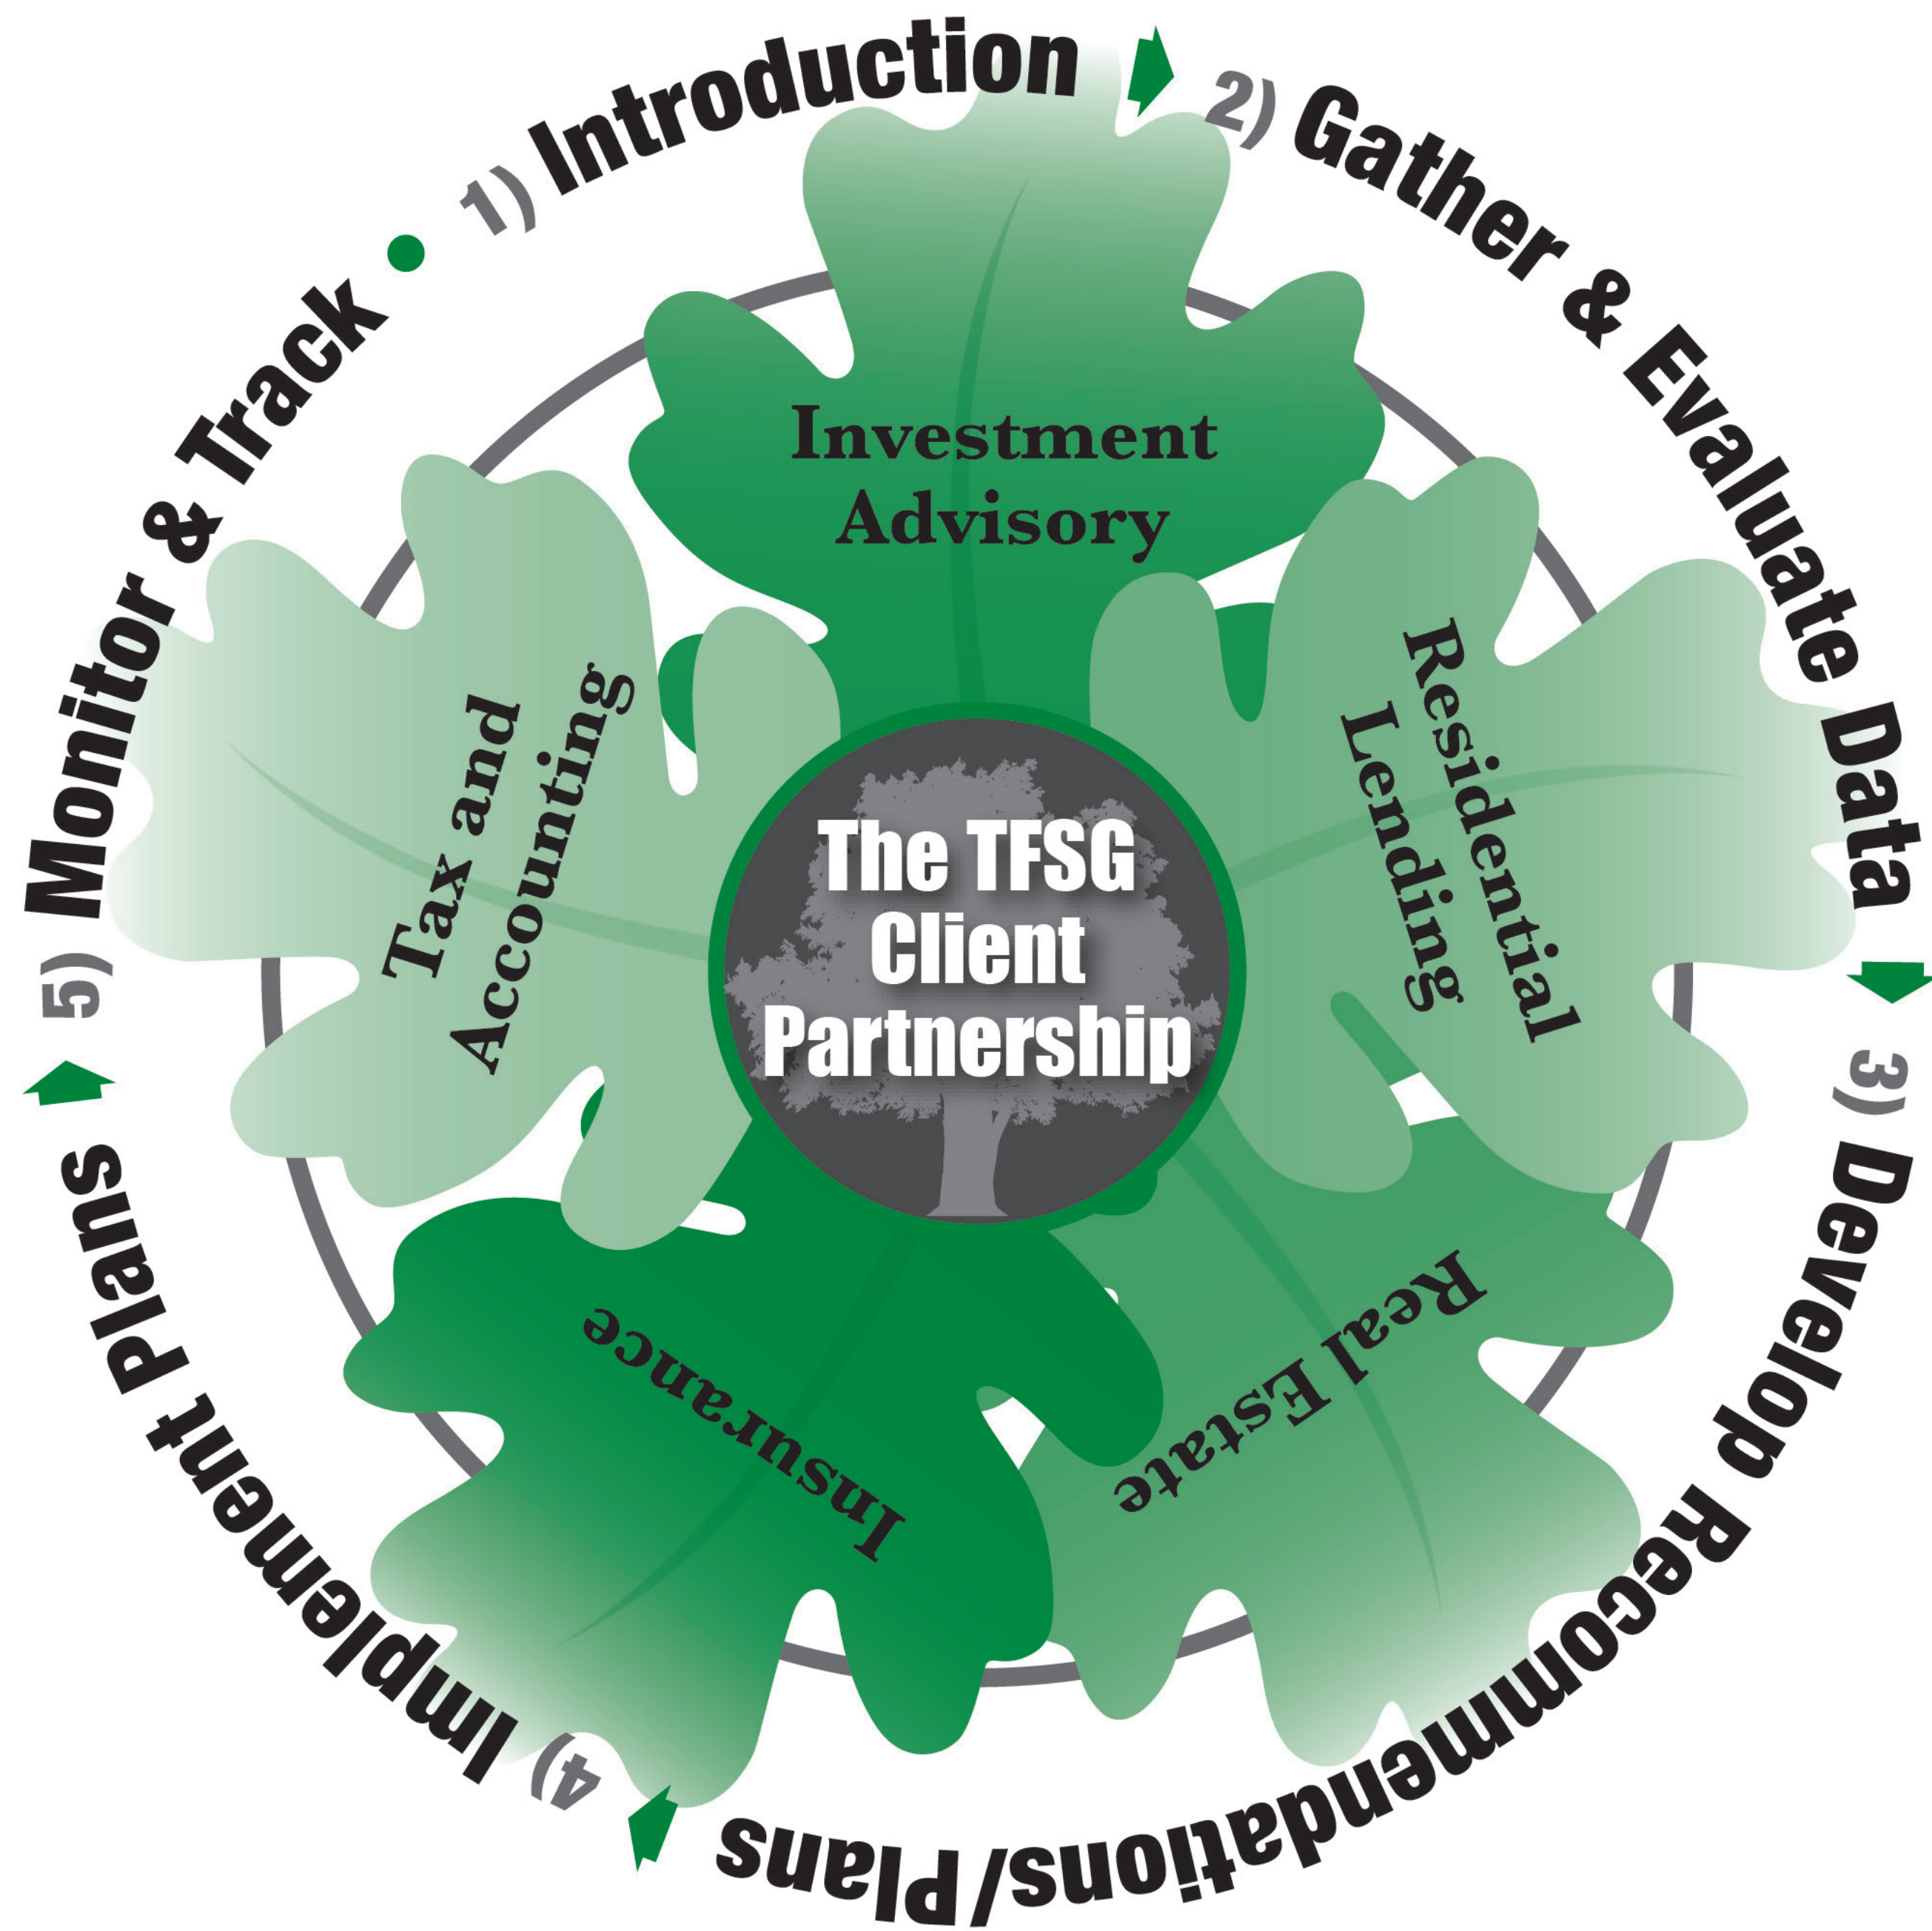 1) Introduction
2) Gather & Evaluate Data
3) Develop Recommendations/Plans
4) Implement Plans
5) Monitor & Track
Investment
Advisory
Residential
Lending
Real Estate
Insurance
Tax and
Accounting
The TFSG
Client
Partnership